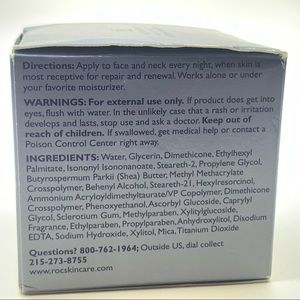 Directions: Apply to face and neck every night, when skin is
most receptive for repair and renewal. Works alone or under
your favorite moisturizer.
WARNINGS: For external use only. If product does get into
eyes, flush with water. In the unlikely case that a rash or irritation
develops and lasts, stop use and ask a doctor. Keep out of
reach of children. If swallowed, get medical help or contact a
Poison Control Center right away.
INGREDIENTS: Water, Glycerin, Dimethicone, Ethylhexyl
Palmitate, Isononyl Isononanoate, Steareth-2, Propylene Glycol,
Butyrospermum Parkii (Shea) Butter, Methyl Methacrylate
Crosspolymer, Behenyl Alcohol, Steareth-21, Hexylresorcinol,
Ammonium Acryloyldimethyltaurate/VP Copolymer, Dimethicone
Crosspolymer, Phenoxyethanol, Ascorbyl Glucoside, Caprylyl
Glycol, Sclerotium Gum, Methylparaben, Xylitylglucoside,
Fragrance, Ethylparaben, Propylparaben, Anhydroxylitol, Disodium
EDTA, Sodium Hydroxide, Xylitol, Mica, Titanium Dioxide
Questions? 800-762-1964; Outside US, dial collect
215-273-8755
www.rocskincare.com